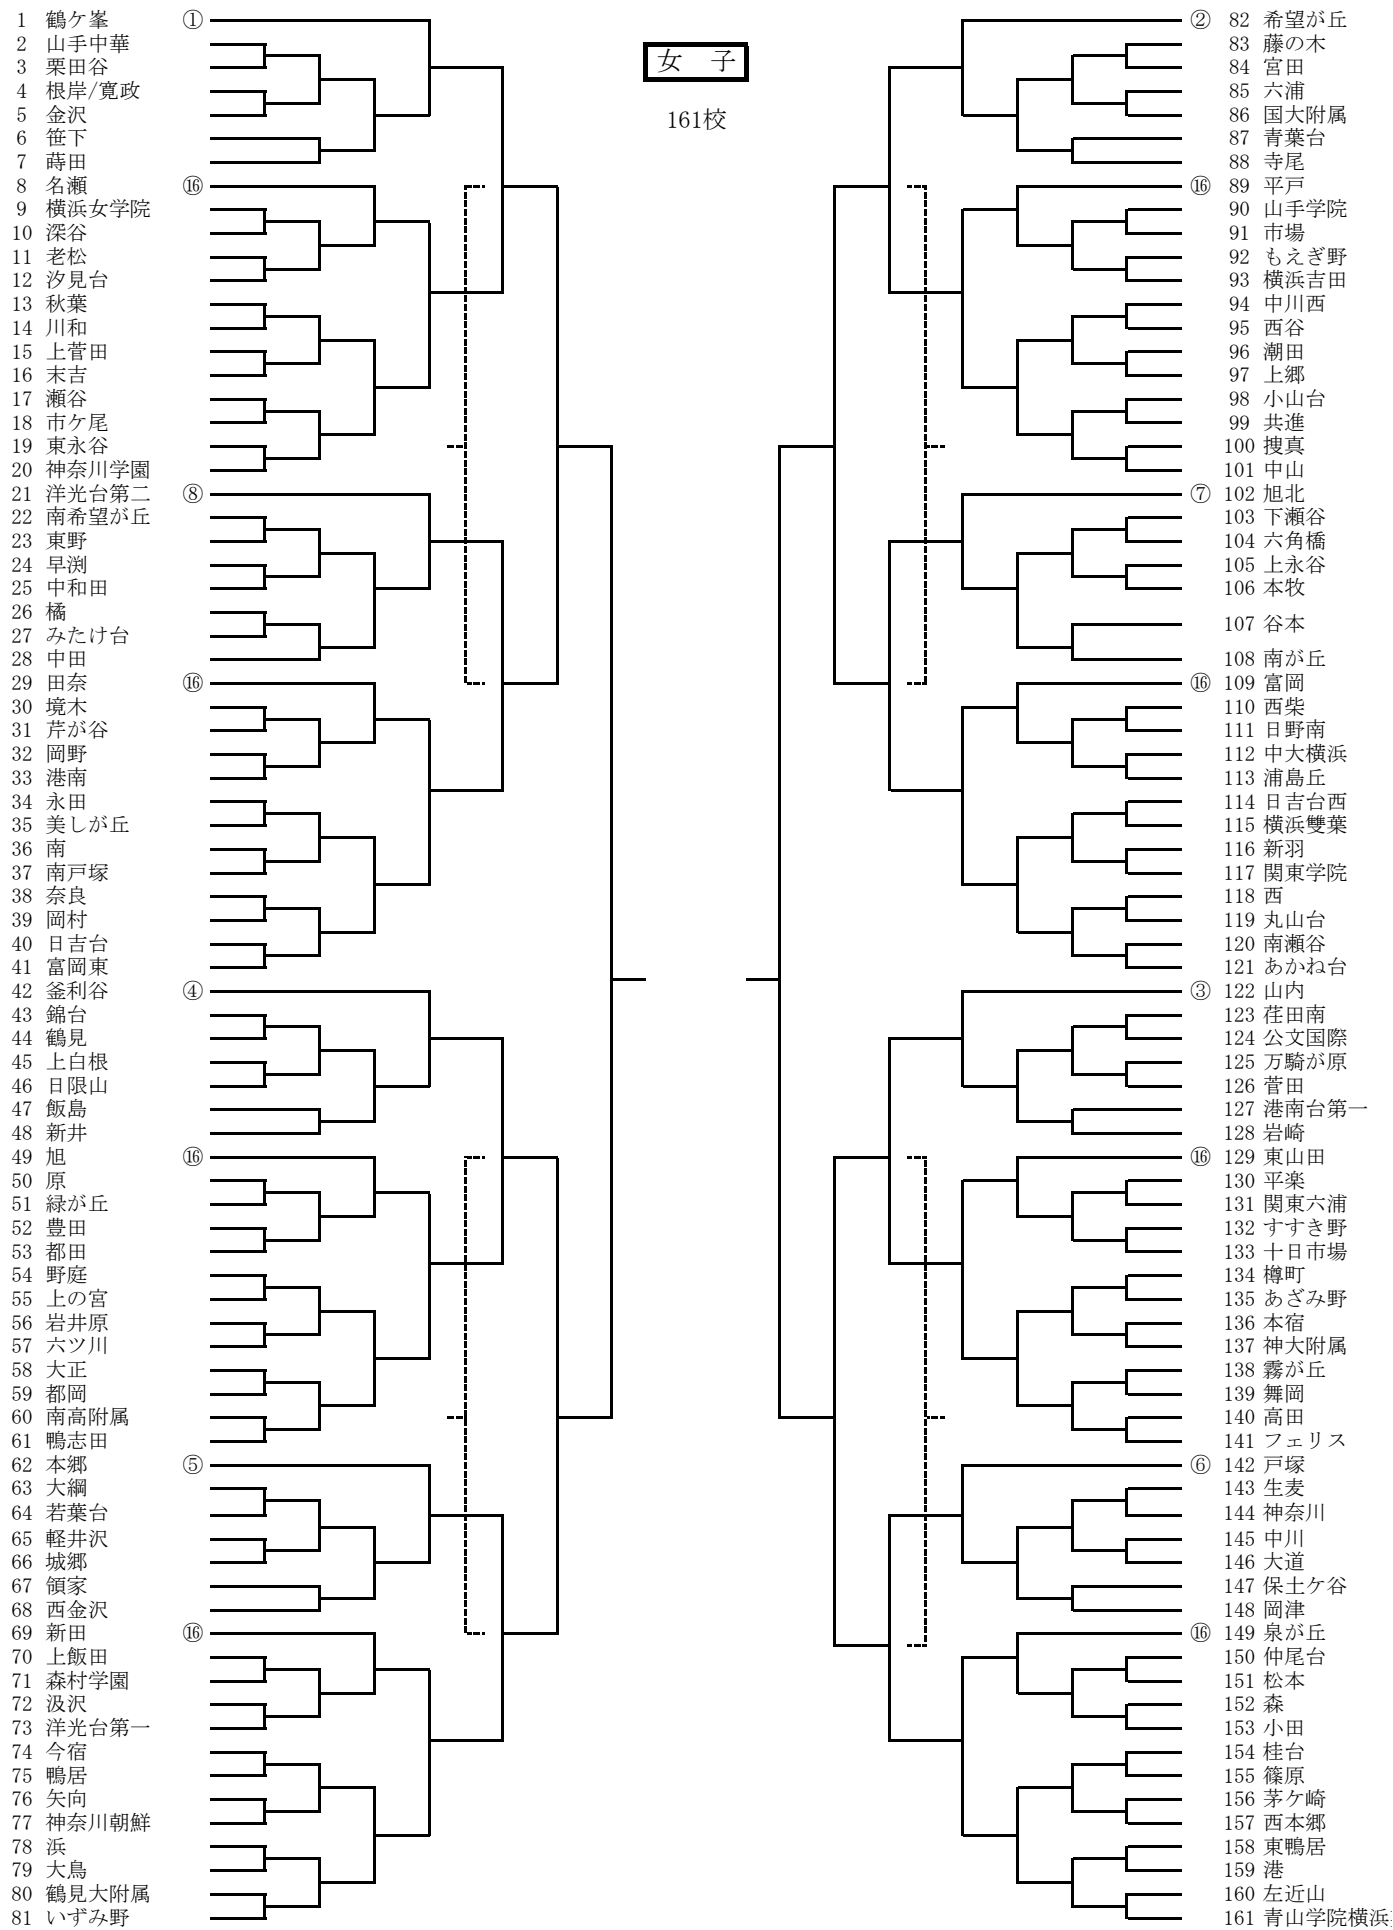 女 子
161校
1 鶴ケ峯 ①
2 山手中華
3 栗田谷
4 根岸/寛政
5 金沢
6 笹下
7 蒔田
8 名瀬 ⑯
9 横浜女学院
10 深谷
11 老松
12 汐見台
13 秋葉
14 川和
15 上菅田
16 末吉
17 瀬谷
18 市ケ尾
19 東永谷
20 神奈川学園
21 洋光台第二 ⑧
22 南希望が丘
23 東野
24 早渕
25 中和田
26 橘
27 みたけ台
28 中田
29 田奈 ⑯
30 境木
31 芹が谷
32 岡野
33 港南
34 永田
35 美しが丘
36 南
37 南戸塚
38 奈良
39 岡村
40 日吉台
41 富岡東
42 釜利谷 ④
43 錦台
44 鶴見
45 上白根
46 日限山
47 飯島
48 新井
49 旭 ⑯
50 原
51 緑が丘
52 豊田
53 都田
54 野庭
55 上の宮
56 岩井原
57 六ツ川
58 大正
59 都岡
60 南高附属
61 鴨志田
62 本郷 ⑤
63 大綱
64 若葉台
65 軽井沢
66 城郷
67 領家
68 西金沢
69 新田 ⑯
70 上飯田
71 森村学園
72 汲沢
73 洋光台第一
74 今宿
75 鴨居
76 矢向
77 神奈川朝鮮
78 浜
79 大鳥
80 鶴見大附属
81 いずみ野
② 82 希望が丘
83 藤の木
84 宮田
85 六浦
86 国大附属
87 青葉台
88 寺尾
⑯ 89 平戸
90 山手学院
91 市場
92 もえぎ野
93 横浜吉田
94 中川西
95 西谷
96 潮田
97 上郷
98 小山台
99 共進
100 捜真
101 中山
⑦ 102 旭北
103 下瀬谷
104 六角橋
105 上永谷
106 本牧
107 谷本
108 南が丘
⑯ 109 富岡
110 西柴
111 日野南
112 中大横浜
113 浦島丘
114 日吉台西
115 横浜雙葉
116 新羽
117 関東学院
118 西
119 丸山台
120 南瀬谷
121 あかね台
③ 122 山内
123 荏田南
124 公文国際
125 万騎が原
126 菅田
127 港南台第一
128 岩崎
⑯ 129 東山田
130 平楽
131 関東六浦
132 すすき野
133 十日市場
134 樽町
135 あざみ野
136 本宿
137 神大附属
138 霧が丘
139 舞岡
140 高田
141 フェリス
⑥ 142 戸塚
143 生麦
144 神奈川
145 中川
146 大道
147 保土ケ谷
148 岡津
⑯ 149 泉が丘
150 仲尾台
151 松本
152 森
153 小田
154 桂台
155 篠原
156 茅ケ崎
157 西本郷
158 東鴨居
159 港
160 左近山
161 青山学院横浜